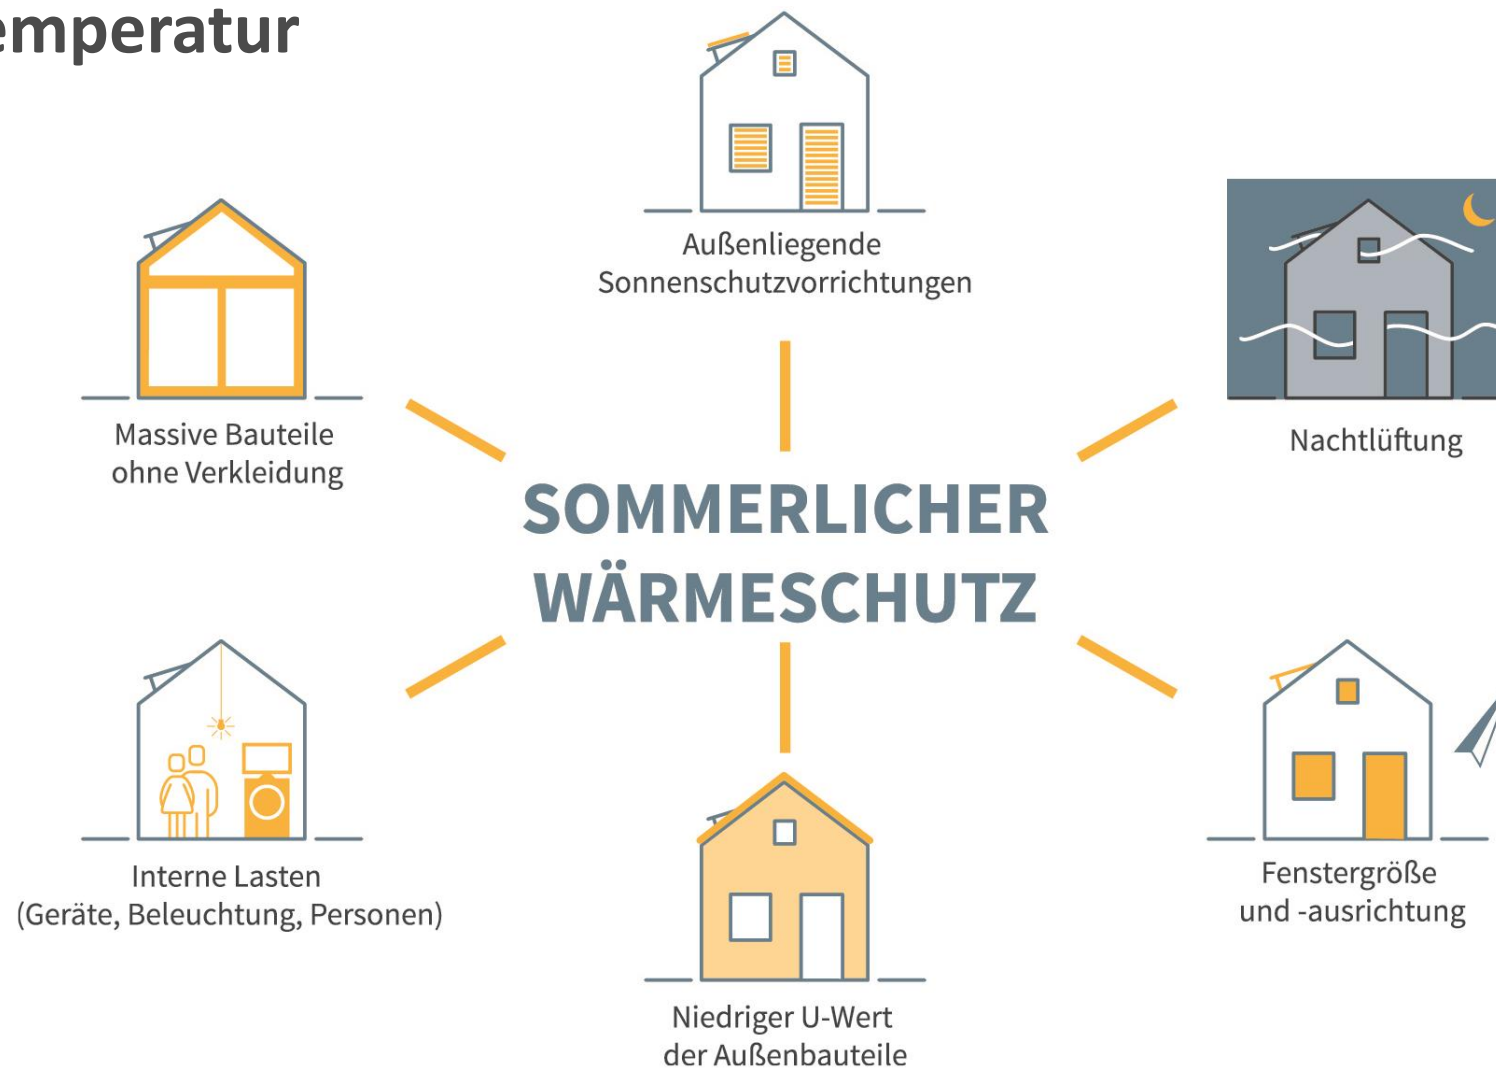 emperatur
Außenliegende
Sonnenschutzvorrichtungen
Massive Bauteile
ohne Verkleidung
Nachtlüftung
SOMMERLICHER
WÄRMESCHUTZ
Interne Lasten
(Geräte, Beleuchtung, Personen)
Fenstergröße
und -ausrichtung
Niedriger U-Wert
der Außenbauteile